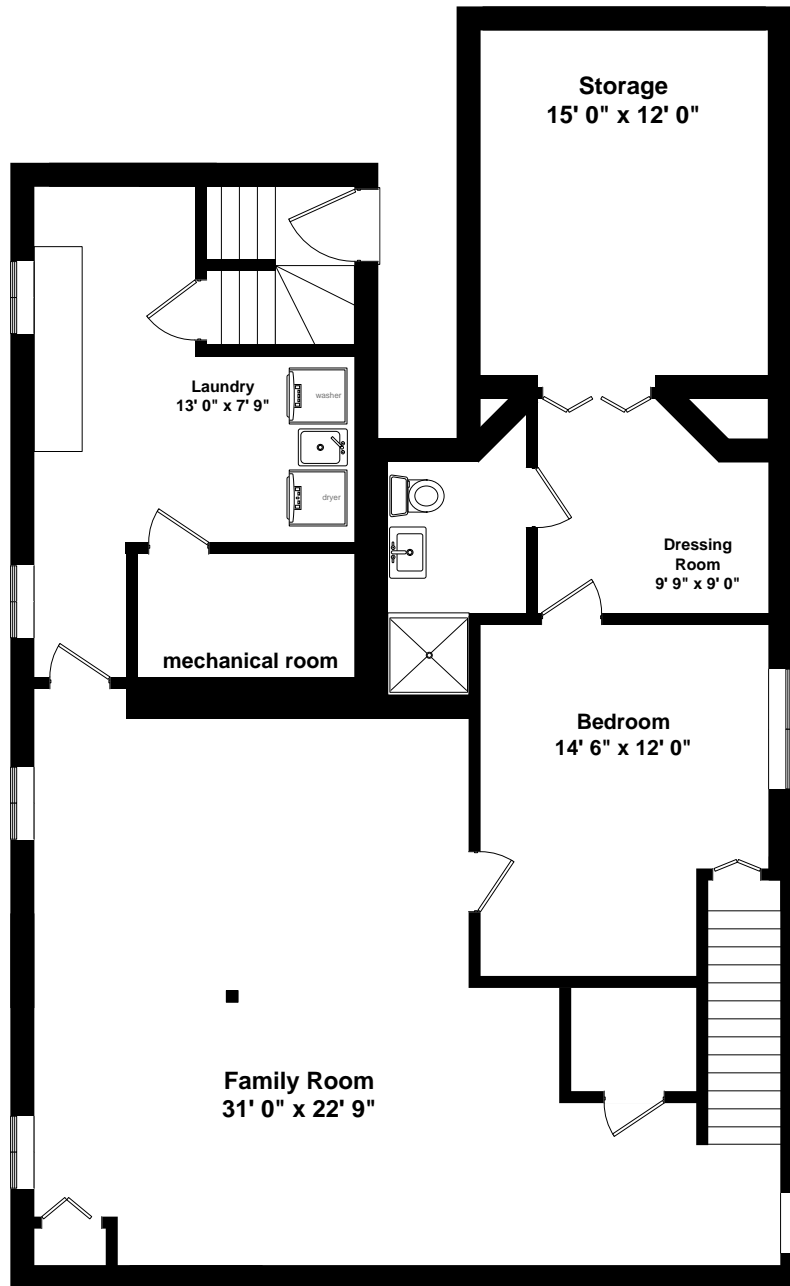 Storage
15' 0" x 12' 0"
Laundry
13' 0" x 7' 9"
washer
dryer
Dressing
Room
9' 9" x 9' 0"
mechanical room
Bedroom
14' 6" x 12' 0"
Family Room
31' 0" x 22' 9"